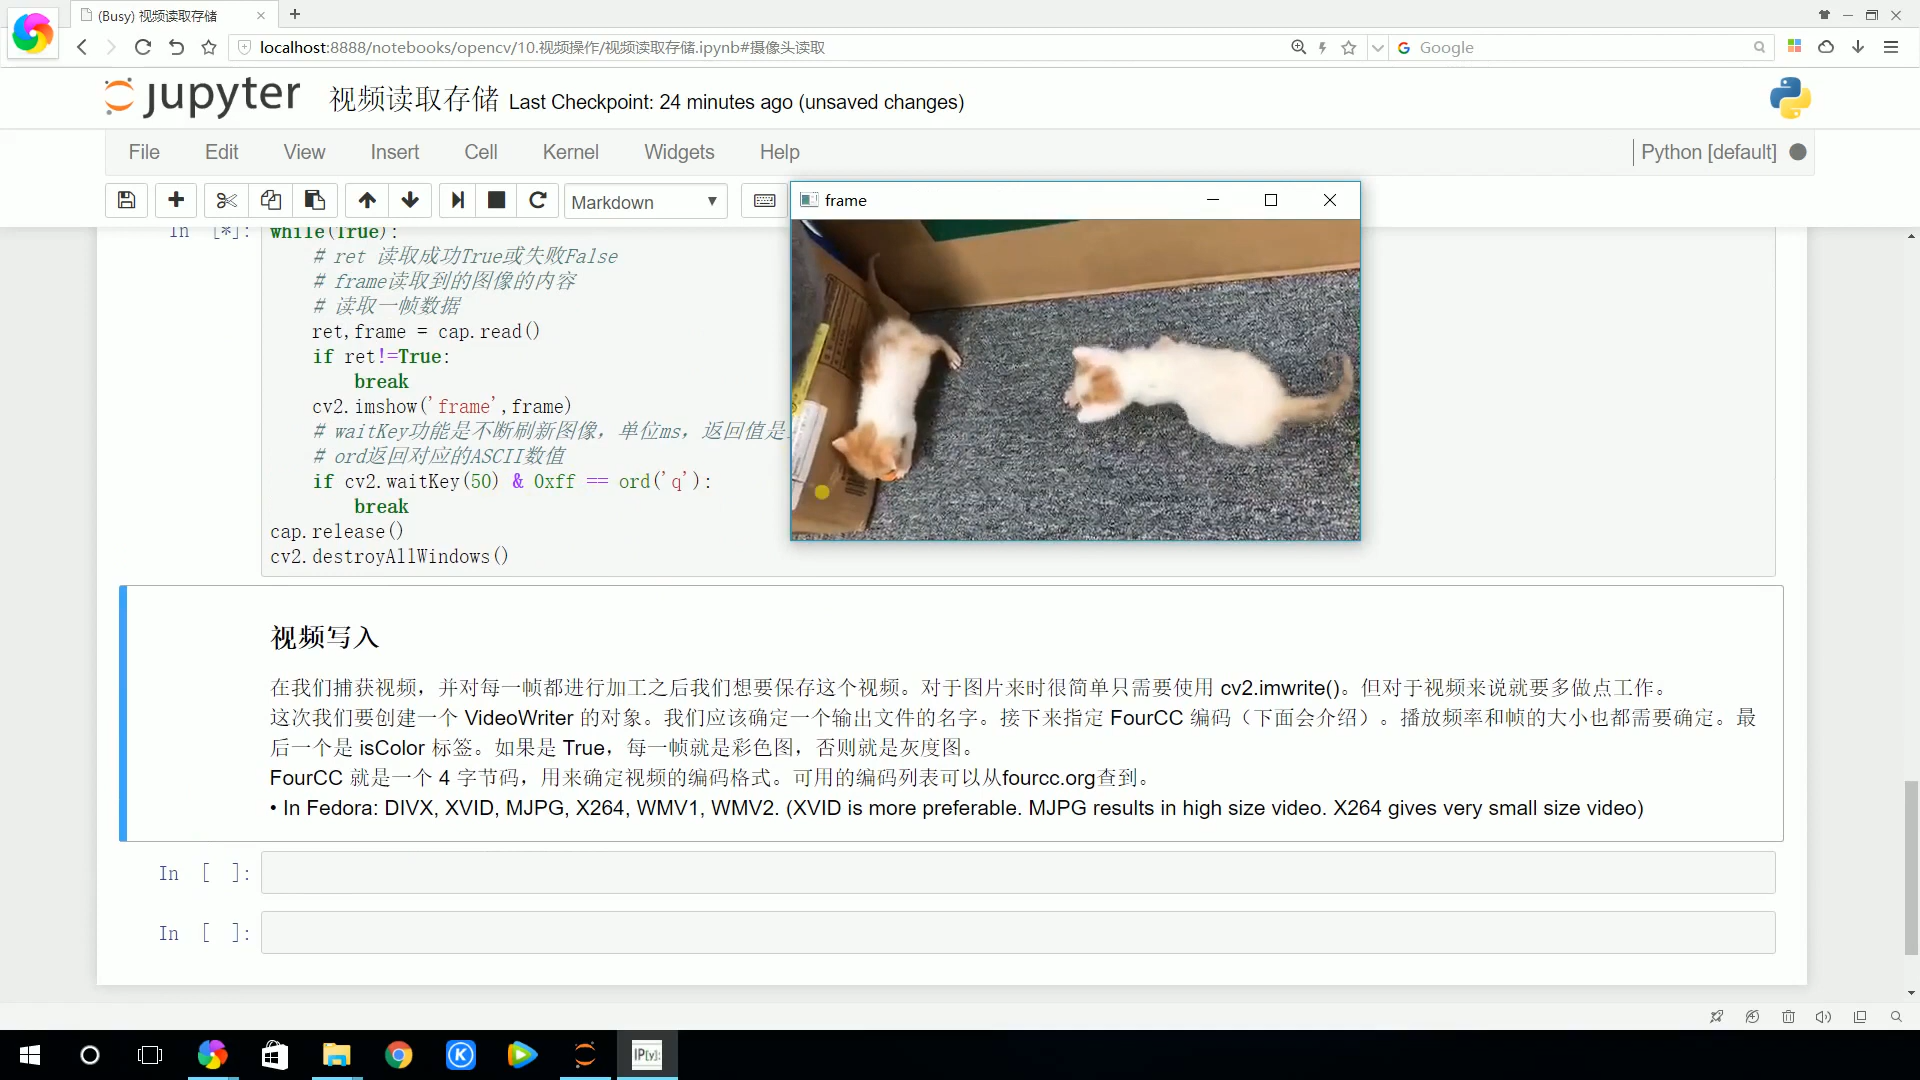 (Busy) 视频读取存储
localhost:8888/notebooks/opencv/10.视频操作/视频读取存储.ipynb#摄像头读取
Google
jupyter 视频读取存储 Last Checkpoint: 24 minutes ago (unsaved changes)
File Edit View Insert Cell Kernel Widgets Help Python [default]
Markdown
frame
In [*]: while(True):
# ret 读取成功True或失败False
# frame读取到的图像的内容
# 读取一帧数据
ret,frame = cap.read()
if ret!=True:
break
cv2.imshow('frame',frame)
# waitKey功能是不断刷新图像，单位ms，返回值是
# ord返回对应的ASCII数值
if cv2.waitKey(50) & 0xff == ord('q'):
break
cap.release()
cv2.destroyAllWindows()
视频写入
在我们捕获视频，并对每一帧都进行加工之后我们想要保存这个视频。对于图片来时很简单只需要使用 cv2.imwrite()。但对于视频来说就要多做点工作。
这次我们要创建一个 VideoWriter 的对象。我们应该确定一个输出文件的名字。接下来指定 FourCC 编码（下面会介绍）。播放频率和帧的大小也都需要确定。最
后一个是 isColor 标签。如果是 True，每一帧就是彩色图，否则就是灰度图。
FourCC 就是一个 4 字节码，用来确定视频的编码格式。可用的编码列表可以从fourcc.org查到。
• In Fedora: DIVX, XVID, MJPG, X264, WMV1, WMV2. (XVID is more preferable. MJPG results in high size video. X264 gives very small size video)
In [ ]:
In [ ]:
IP[y]: